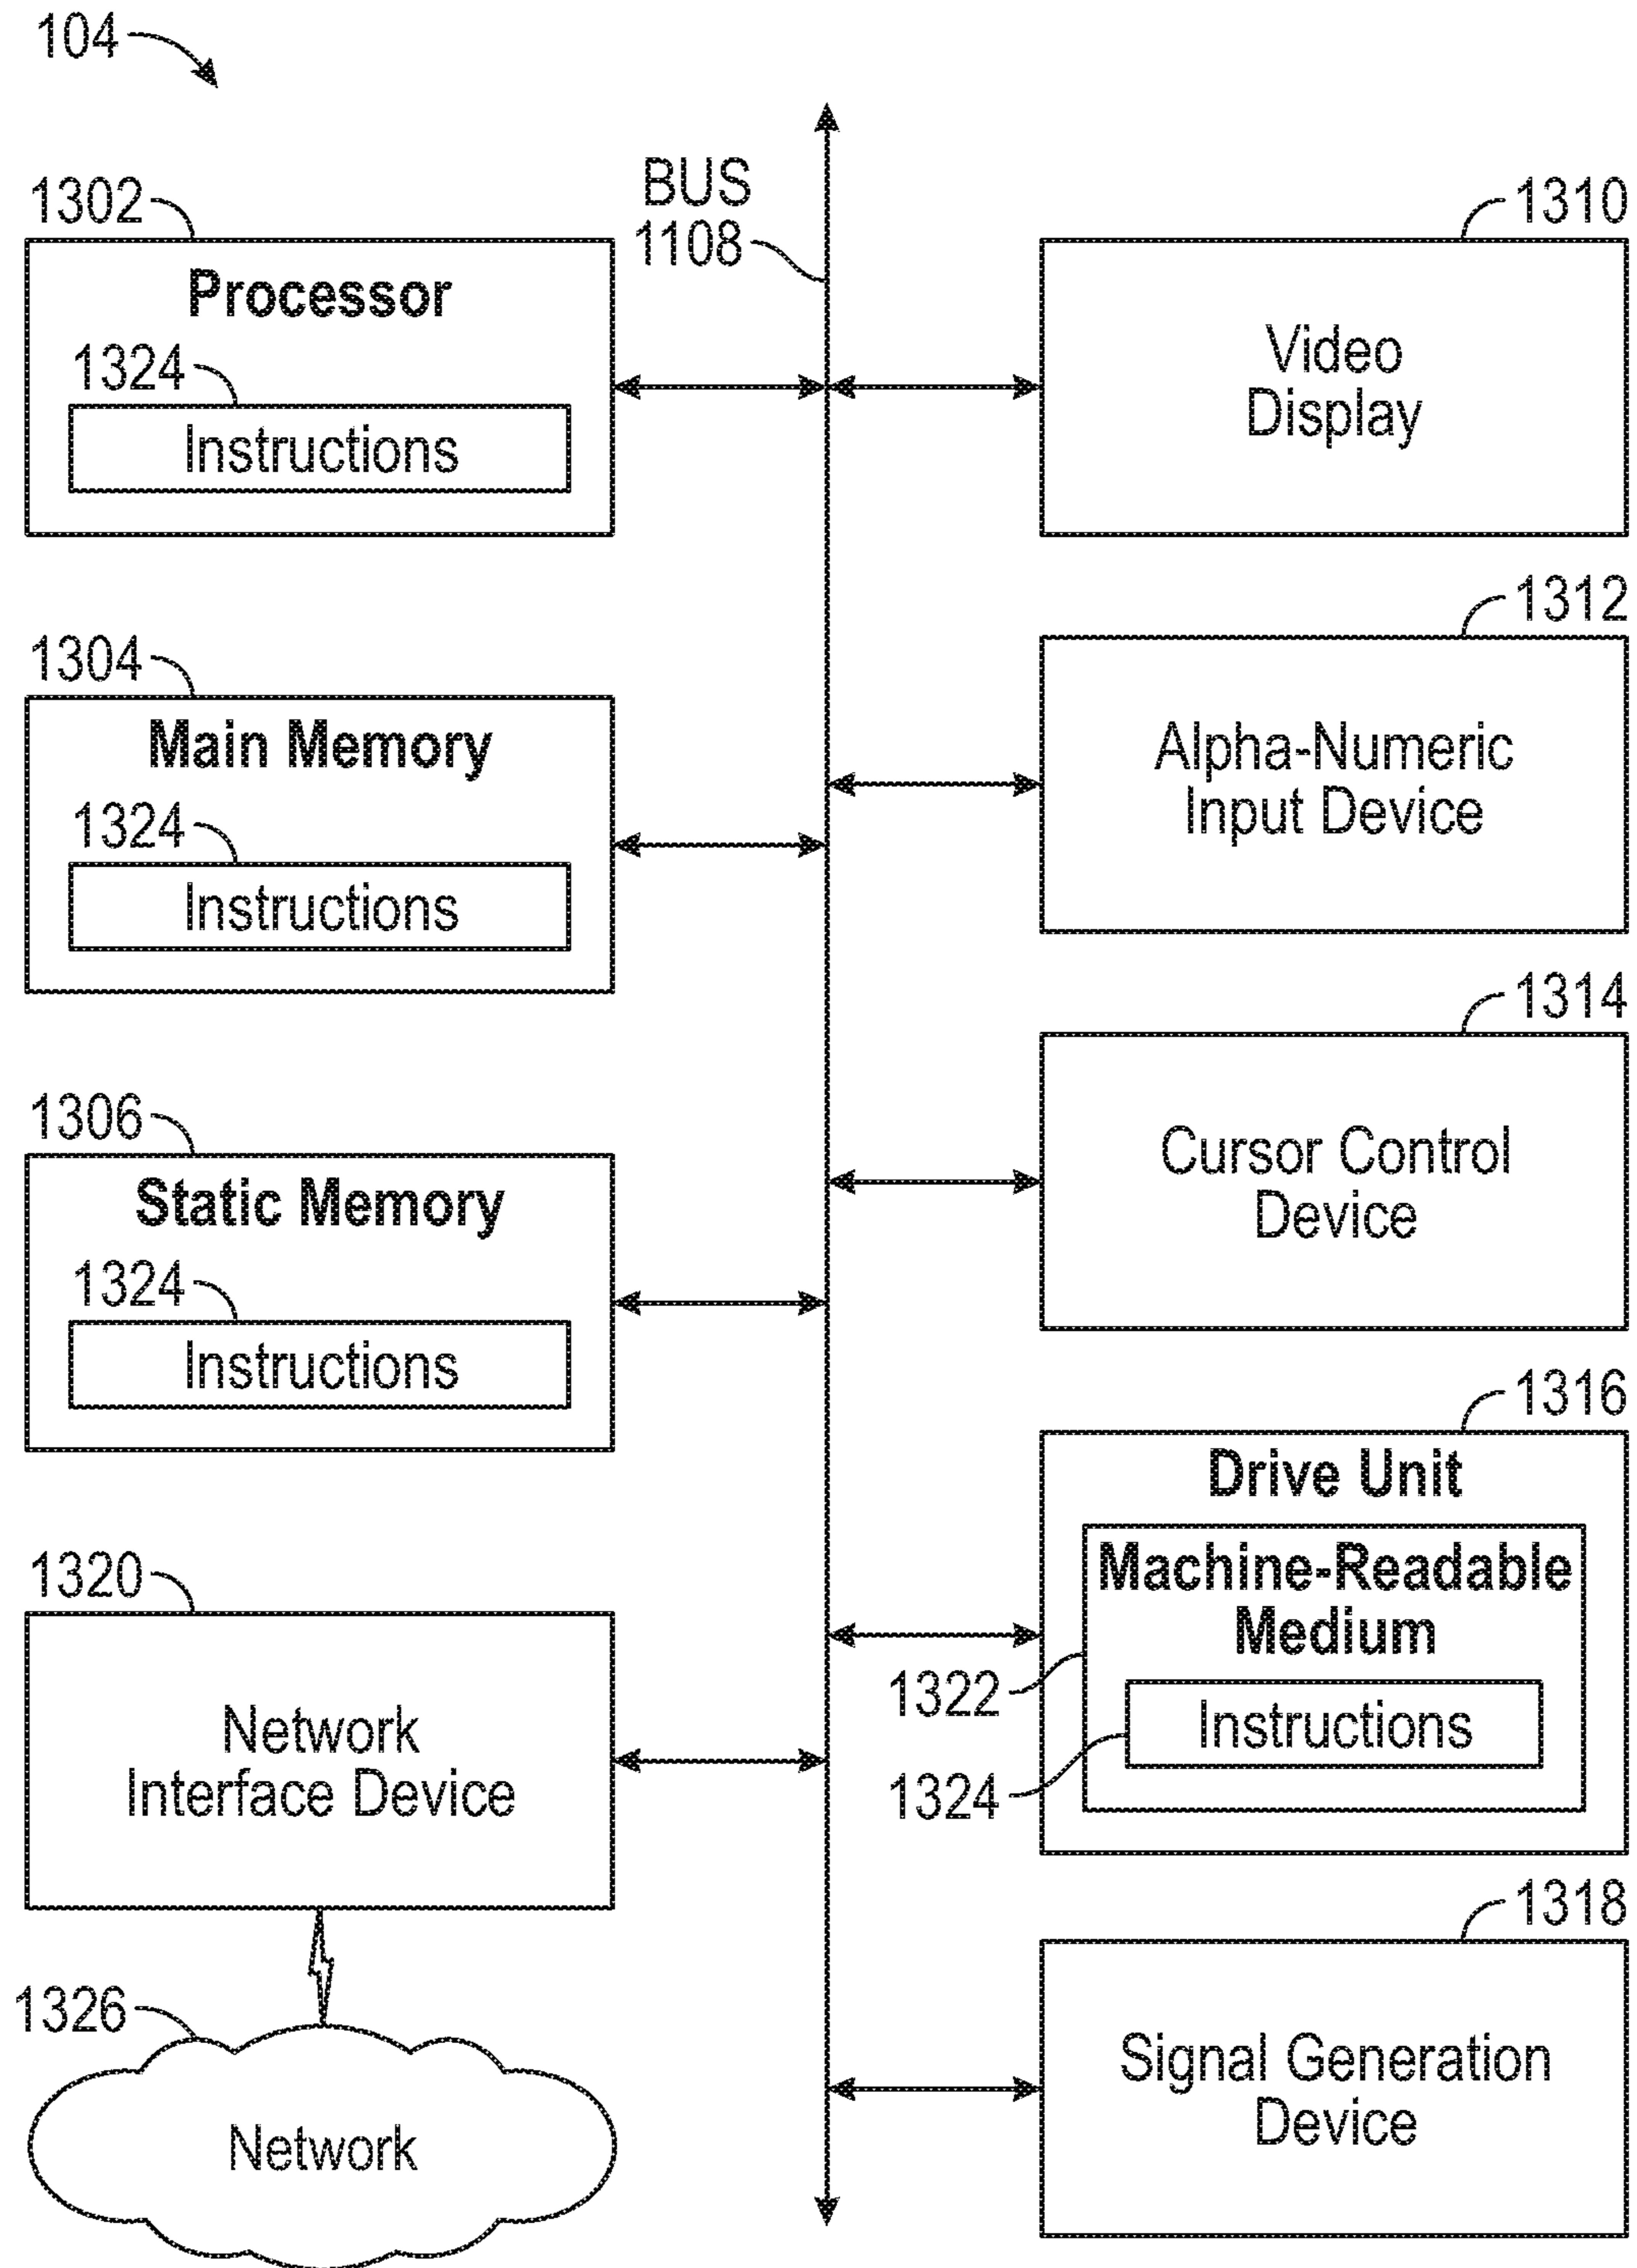 104
BUS
1108
1302
Processor
1324
Instructions
1304
Main Memory
1324
Instructions
1306
Static Memory
1324
Instructions
1320
Network
Interface Device
1326
Network
1310
Video
Display
1312
Alpha-Numeric
Input Device
1314
Cursor Control
Device
1316
Drive Unit
Machine-Readable
Medium
1322
Instructions
1324
1318
Signal Generation
Device